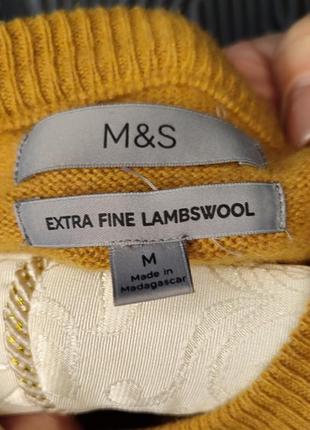 M&S
EXTRA FINE LAMBSWOOL
M
Made in
Madagascar